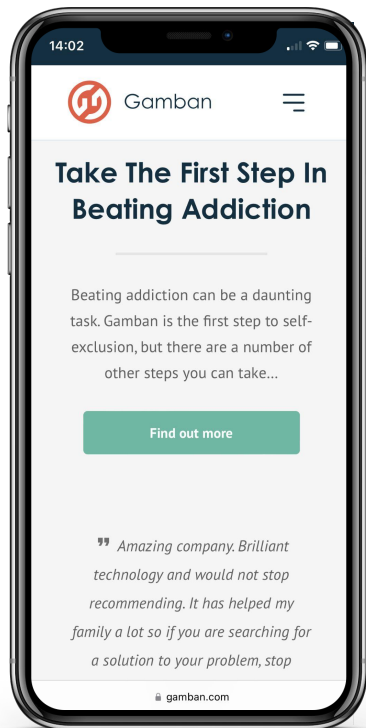 14:02
Gamban
Take The First Step In
Beating Addiction
Beating addiction can be a daunting
task. Gamban is the first step to self-
exclusion, but there are a number of
other steps you can take...
Find out more
” Amazing company. Brilliant
technology and would not stop
recommending. It has helped my
family a lot so if you are searching for
a solution to your problem, stop
gamban.com